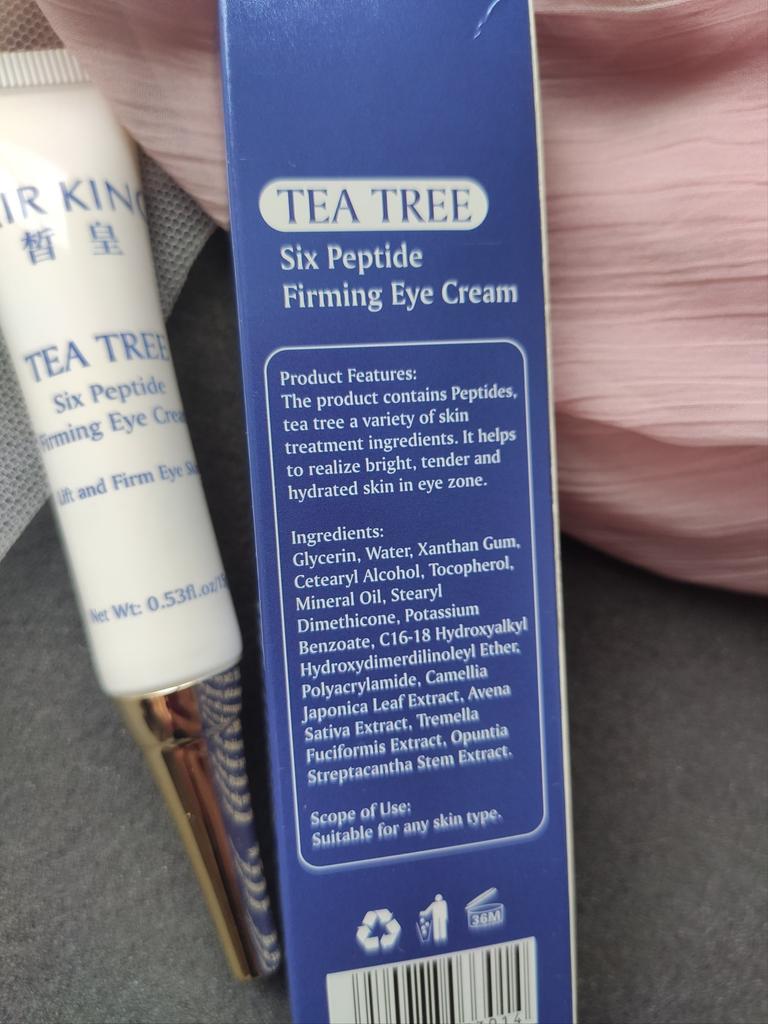 IR KING
皙 皇
TEA TREE
Six Peptide
Firming Eye Crea
Lift and Firm Eye Sk
Net Wt: 0.53fl.oz/15
TEA TREE
Six Peptide
Firming Eye Cream
Product Features:
The product contains Peptides,
tea tree a variety of skin
treatment ingredients. It helps
to realize bright, tender and
hydrated skin in eye zone.
Ingredients:
Glycerin, Water, Xanthan Gum,
Cetearyl Alcohol, Tocopherol,
Mineral Oil, Stearyl
Dimethicone, Potassium
Benzoate, C16-18 Hydroxyalkyl
Hydroxydimerdilinoleyl Ether,
Polyacrylamide, Camellia
Japonica Leaf Extract, Avena
Sativa Extract, Tremella
Fuciformis Extract, Opuntia
Streptacantha Stem Extract.
Scope of Use:
Suitable for any skin type.
36M